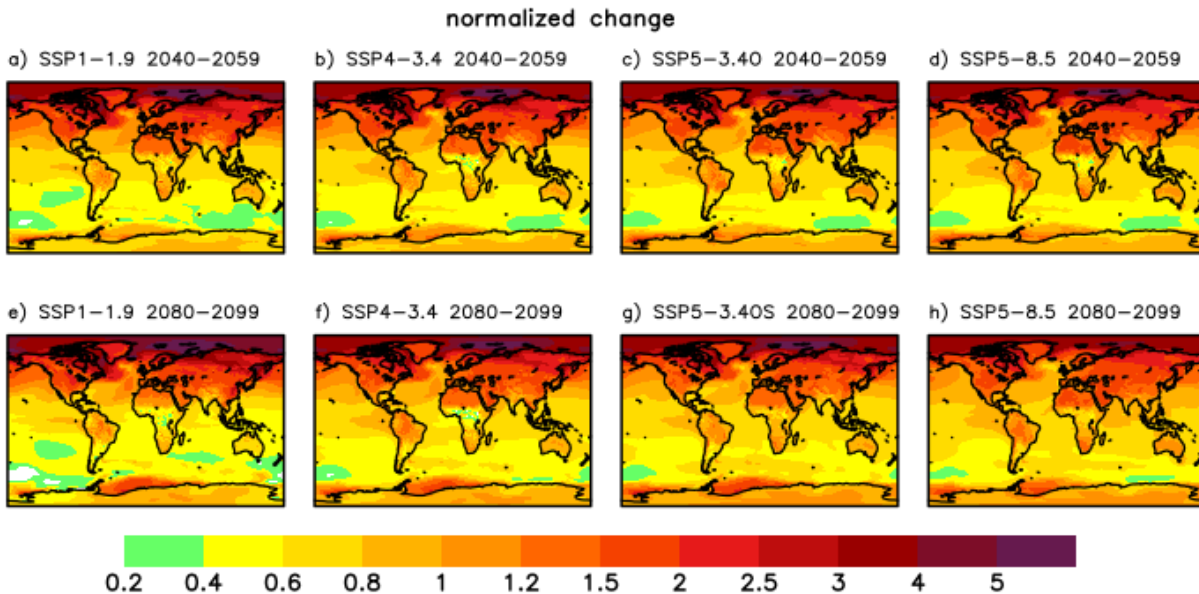 normalized change
a) SSP1-1.9 2040-2059
b) SSP4-3.4 2040-2059
c) SSP5-3.4O 2040-2059
d) SSP5-8.5 2040-2059
e) SSP1-1.9 2080-2099
f) SSP4-3.4 2080-2099
g) SSP5-3.4OS 2080-2099
h) SSP5-8.5 2080-2099
0.2 0.4 0.6 0.8 1 1.2 1.5 2 2.5 3 4 5